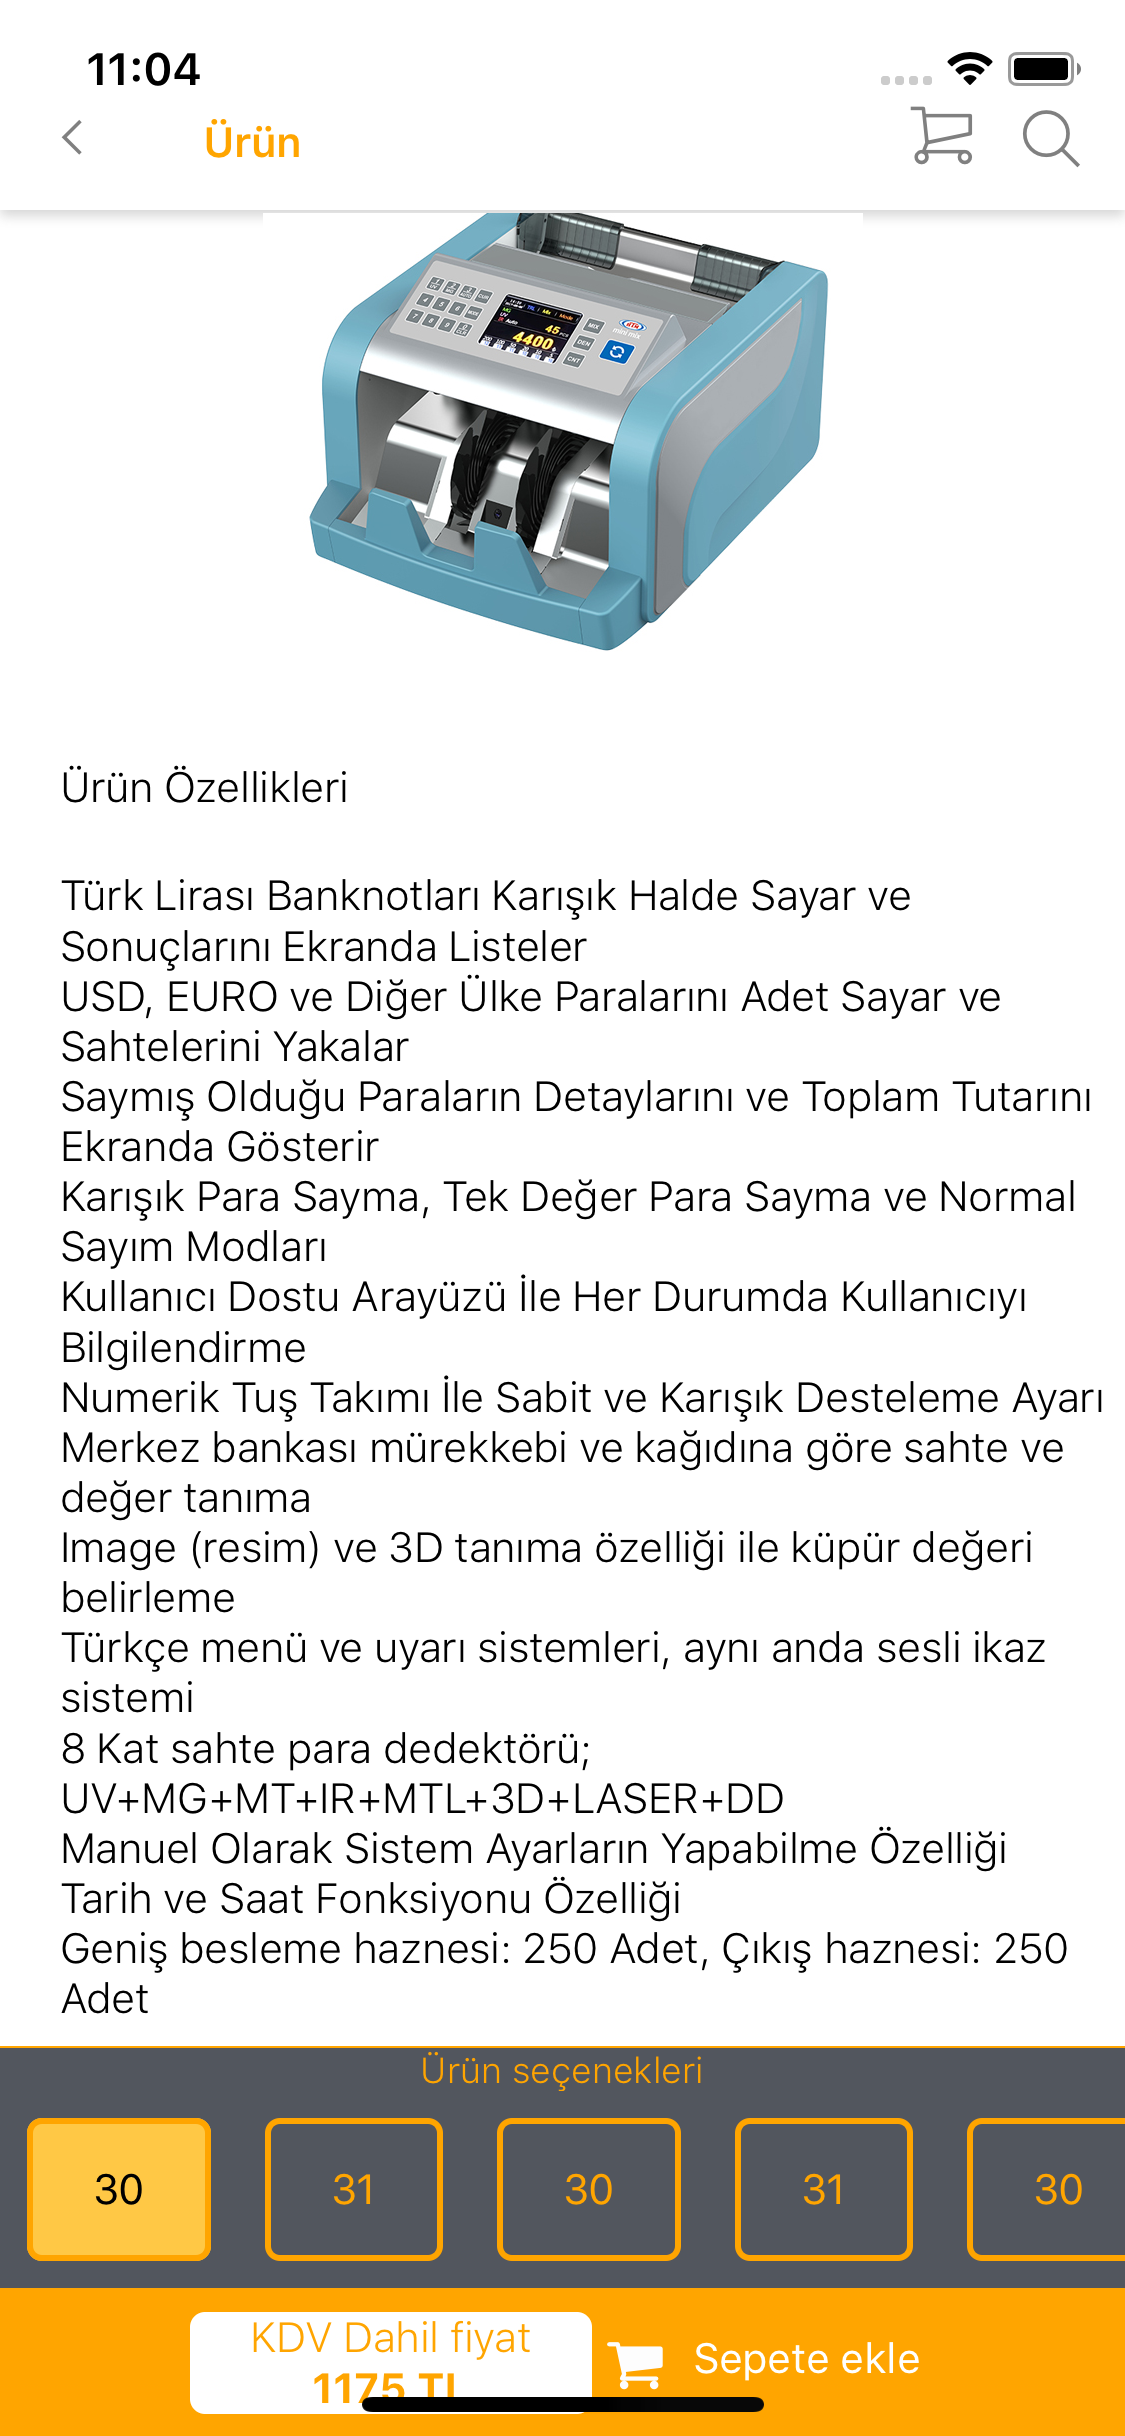 11:04
Ürün
4400
45
MIX
DEN
CNT
Ürün Özellikleri
Türk Lirası Banknotları Karışık Halde Sayar ve
Sonuçlarını Ekranda Listeler
USD, EURO ve Diğer Ülke Paralarını Adet Sayar ve
Sahtelerini Yakalar
Saymış Olduğu Paraların Detaylarını ve Toplam Tutarını
Ekranda Gösterir
Karışık Para Sayma, Tek Değer Para Sayma ve Normal
Sayım Modları
Kullanıcı Dostu Arayüzü İle Her Durumda Kullanıcıyı
Bilgilendirme
Numerik Tuş Takımı İle Sabit ve Karışık Desteleme Ayarı
Merkez bankası mürekkebi ve kağıdına göre sahte ve
değer tanıma
Image (resim) ve 3D tanıma özelliği ile küpür değeri
belirleme
Türkçe menü ve uyarı sistemleri, aynı anda sesli ikaz
sistemi
8 Kat sahte para dedektörü;
UV+MG+MT+IR+MTL+3D+LASER+DD
Manuel Olarak Sistem Ayarların Yapabilme Özelliği
Tarih ve Saat Fonksiyonu Özelliği
Geniş besleme haznesi: 250 Adet, Çıkış haznesi: 250
Adet
Ürün seçenekleri
30
31
30
31
30
KDV Dahil fiyat
1175 TL
Sepete ekle